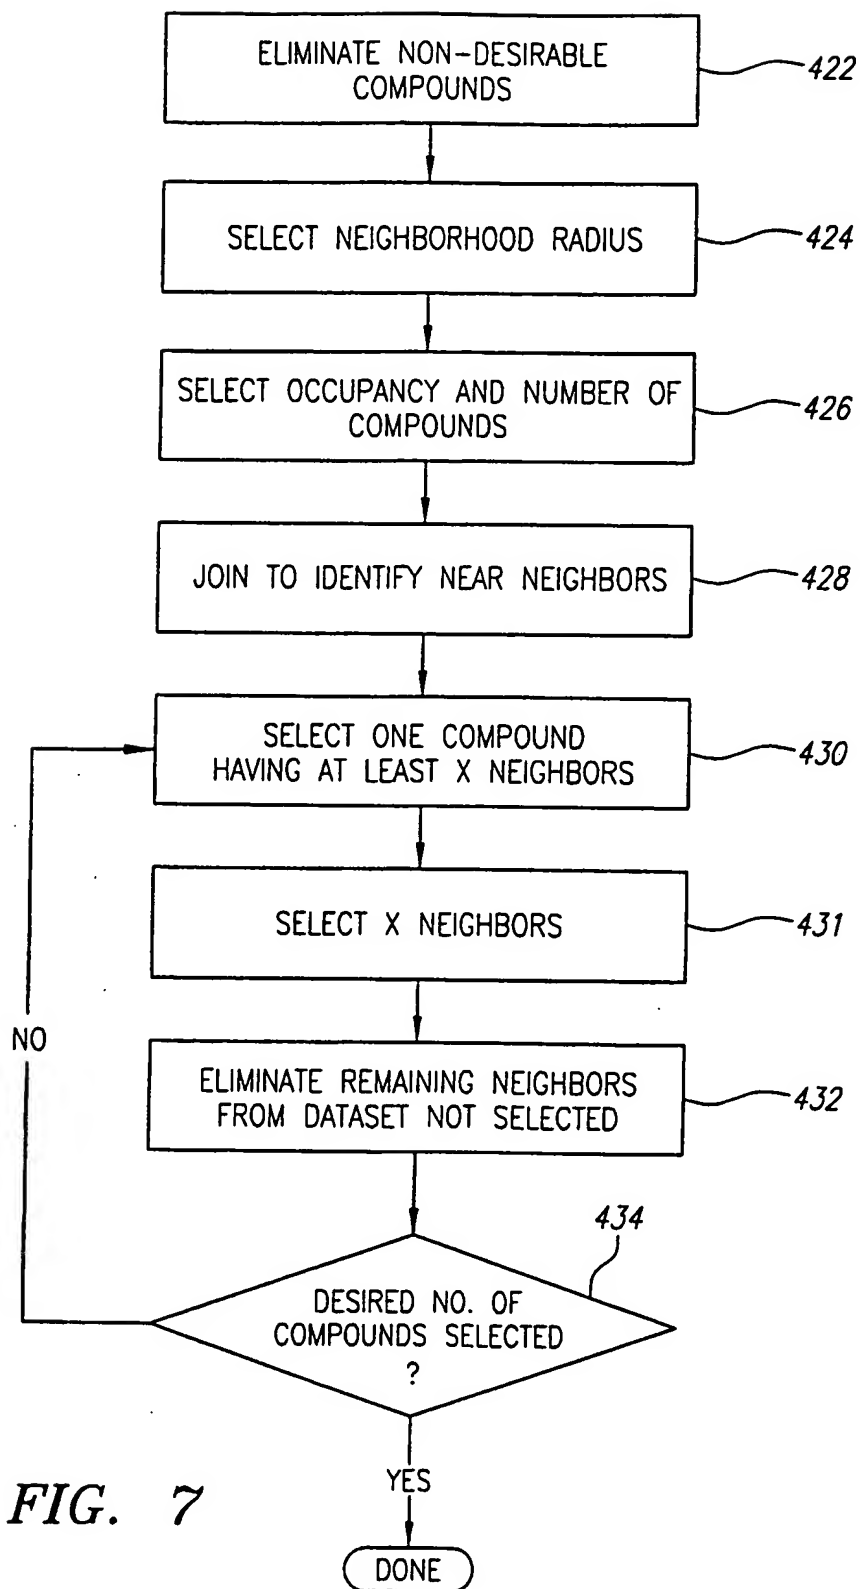 ELIMINATE NON-DESIRABLE
COMPOUNDS
422
SELECT NEIGHBORHOOD RADIUS
424
SELECT OCCUPANCY AND NUMBER OF
COMPOUNDS
426
JOIN TO IDENTIFY NEAR NEIGHBORS
428
SELECT ONE COMPOUND
HAVING AT LEAST X NEIGHBORS
430
SELECT X NEIGHBORS
431
NO
ELIMINATE REMAINING NEIGHBORS
FROM DATASET NOT SELECTED
432
434
DESIRED NO. OF
COMPOUNDS SELECTED
?
YES
FIG. 7
DONE